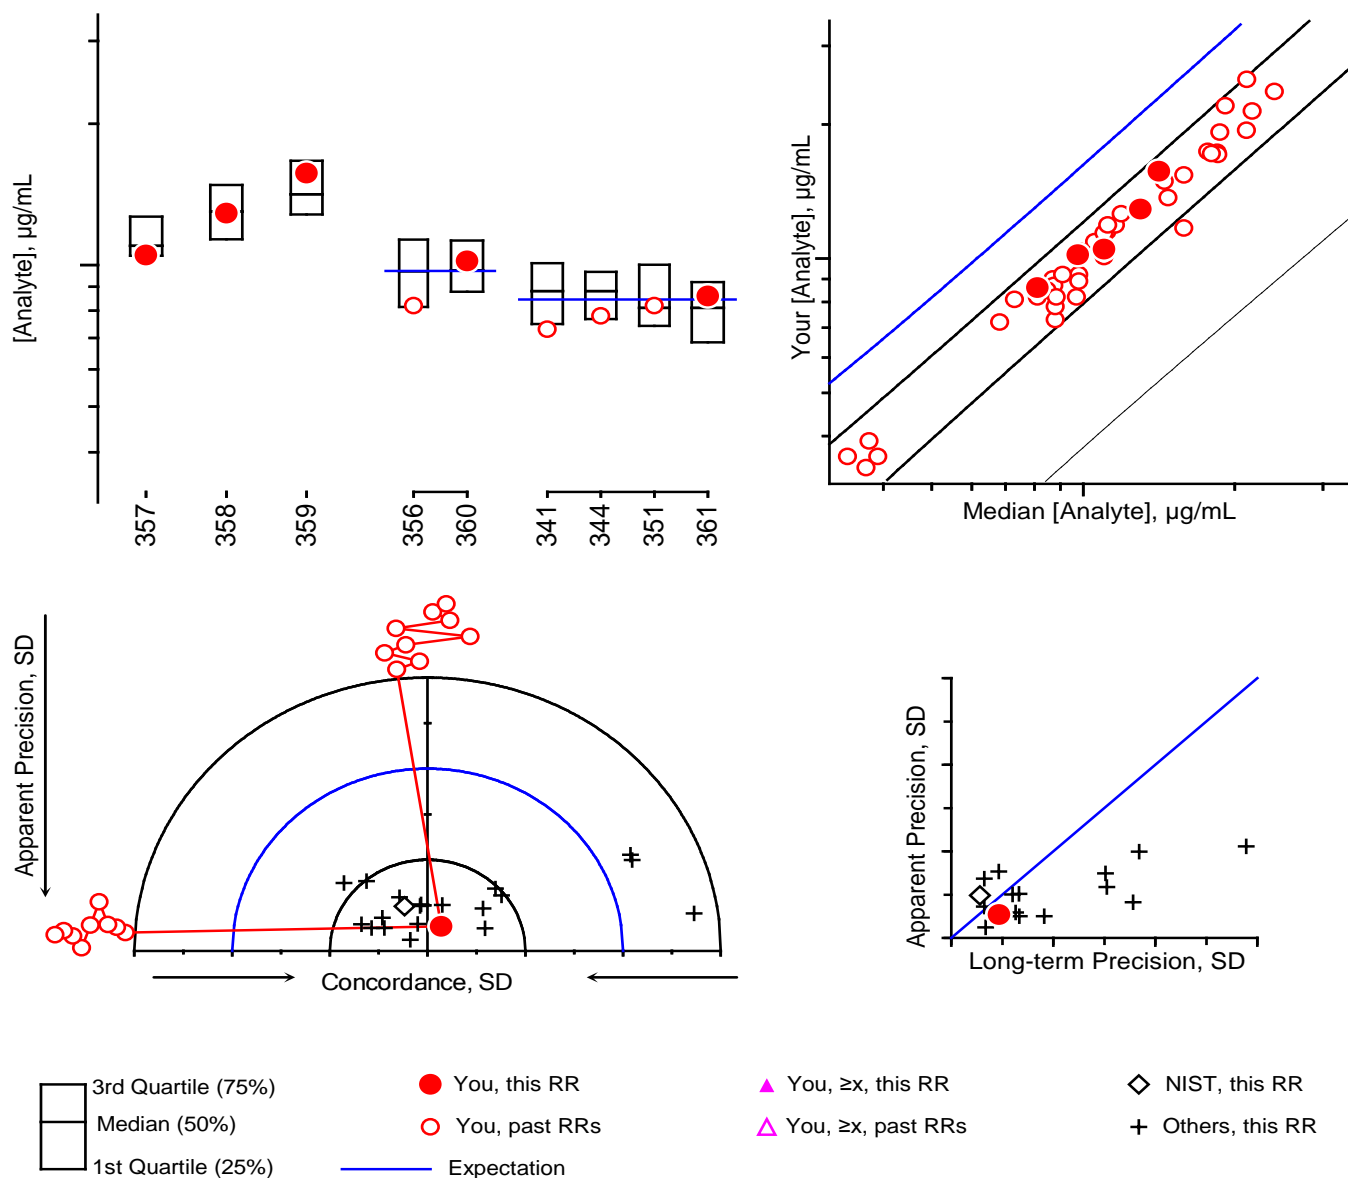 [Analyte], µg/mL
357
358
359
356
360
341
344
351
361
Your [Analyte], µg/mL
Median [Analyte], µg/mL
Apparent Precision, SD
Concordance, SD
Apparent Precision, SD
Long-term Precision, SD
3rd Quartile (75%)
Median (50%)
1st Quartile (25%)
You, this RR
You, past RRs
Expectation
You, ≥x, this RR
You, ≥x, past RRs
NIST, this RR
Others, this RR